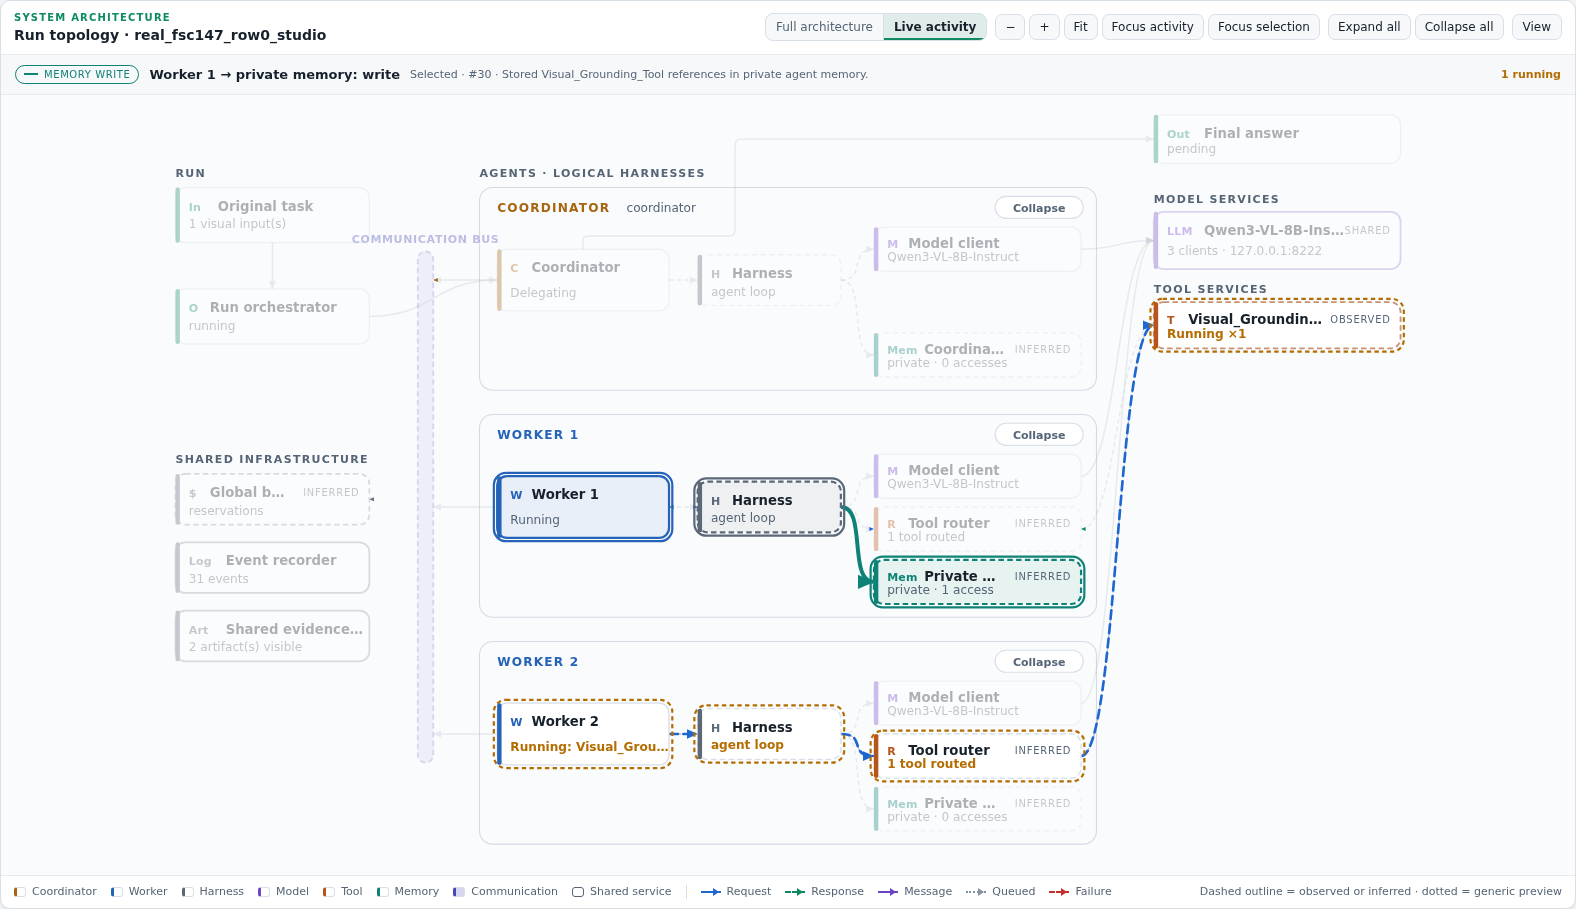 SYSTEM ARCHITECTURE
Run topology · real_fsc147_row0_studio
Full architecture
Live activity
−
+
Fit
Focus activity
Focus selection
Expand all
Collapse all
View
MEMORY WRITE
Worker 1 → private memory: write
Selected · #30 · Stored Visual_Grounding_Tool references in private agent memory.
1 running
RUN
In Original task
1 visual input(s)
O Run orchestrator
running
COMMUNICATION BUS
SHARED INFRASTRUCTURE
$ Global b… INFERRED
reservations
Log Event recorder
31 events
Art Shared evidence…
2 artifact(s) visible
AGENTS · LOGICAL HARNESSES
COORDINATOR coordinator
Collapse
C Coordinator
Delegating
H Harness
agent loop
M Model client
Qwen3-VL-8B-Instruct
Mem Coordina… INFERRED
private · 0 accesses
WORKER 1
Collapse
W Worker 1
Running
H Harness
agent loop
M Model client
Qwen3-VL-8B-Instruct
R Tool router INFERRED
1 tool routed
Mem Private … INFERRED
private · 1 access
WORKER 2
Collapse
W Worker 2
Running: Visual_Grou…
H Harness
agent loop
M Model client
Qwen3-VL-8B-Instruct
R Tool router INFERRED
1 tool routed
Mem Private … INFERRED
private · 0 accesses
Out Final answer
pending
MODEL SERVICES
LLM Qwen3-VL-8B-Ins… SHARED
3 clients · 127.0.0.1:8222
TOOL SERVICES
T Visual_Groundin… OBSERVED
Running ×1
Coordinator
Worker
Harness
Model
Tool
Memory
Communication
Shared service
Request
Response
Message
Queued
Failure
Dashed outline = observed or inferred · dotted = generic preview